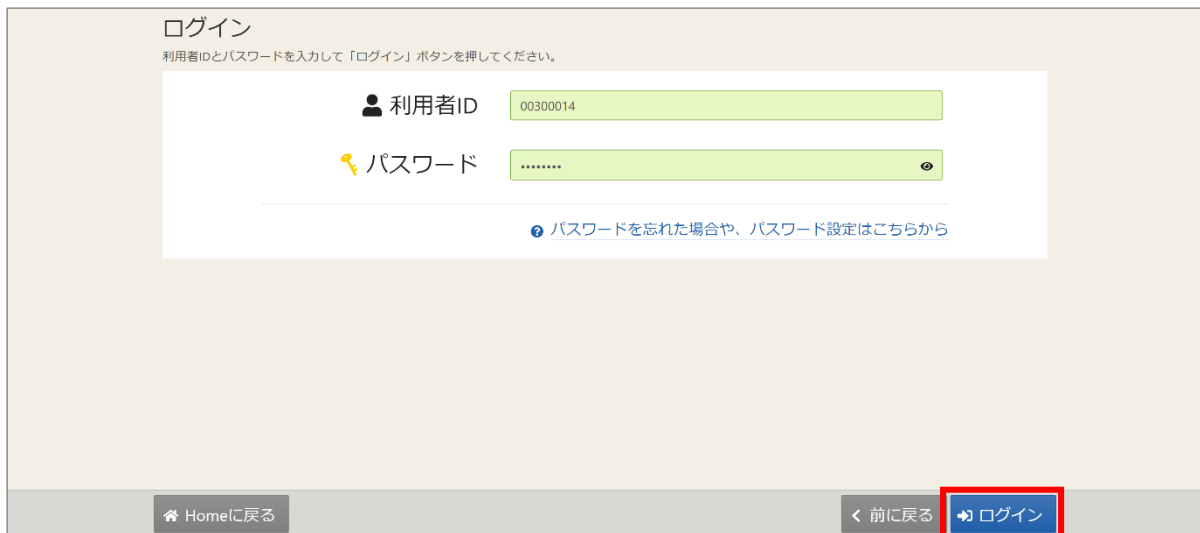 ログイン
利用者IDとパスワードを入力して「ログイン」ボタンを押してください。
利用者ID
00300014
パスワード
••••••••
パスワードを忘れた場合や、パスワード設定はこちらから
Homeに戻る
前に戻る
ログイン